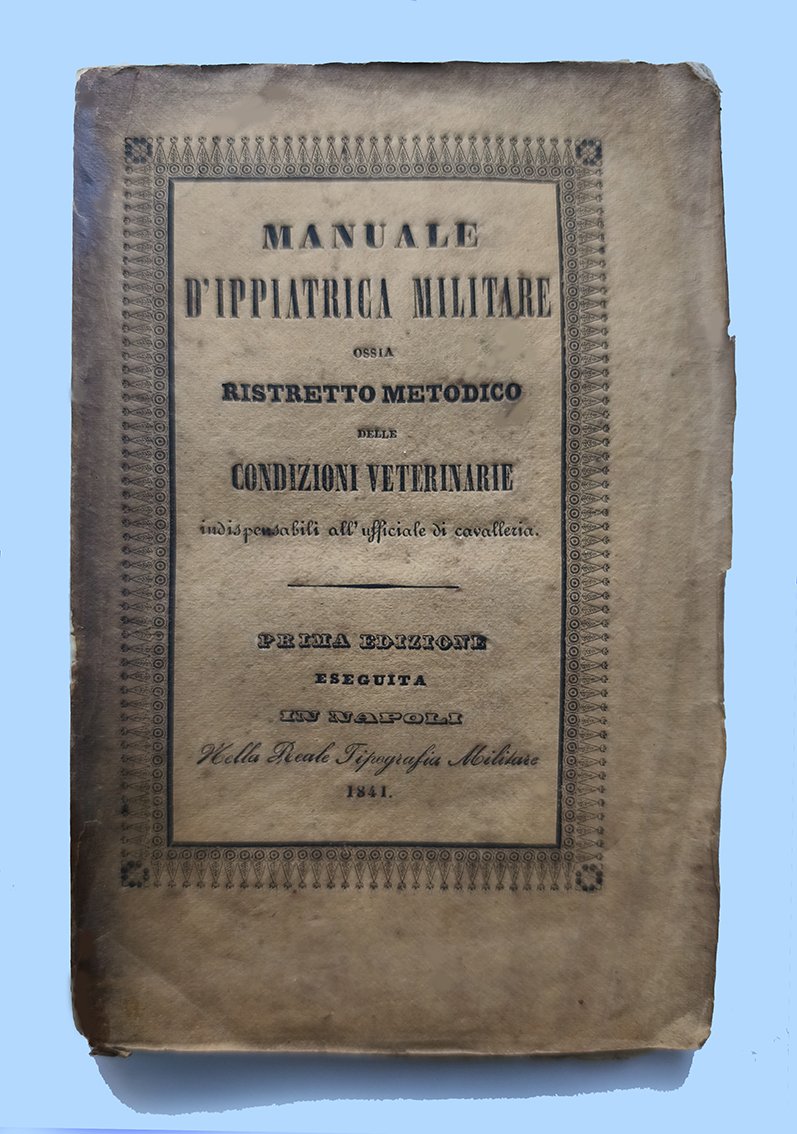 MANUALE
D'IPPIATRICA MILITARE
OSSIA
RISTRETTO METODICO
DELLE
CONDIZIONI VETERINARIE
indispensabili all'ufficiale di cavalleria.
PRIMA EDIZIONE
ESEGUITA
IN NAPOLI
Nella Reale Tipografia Militare
1841.